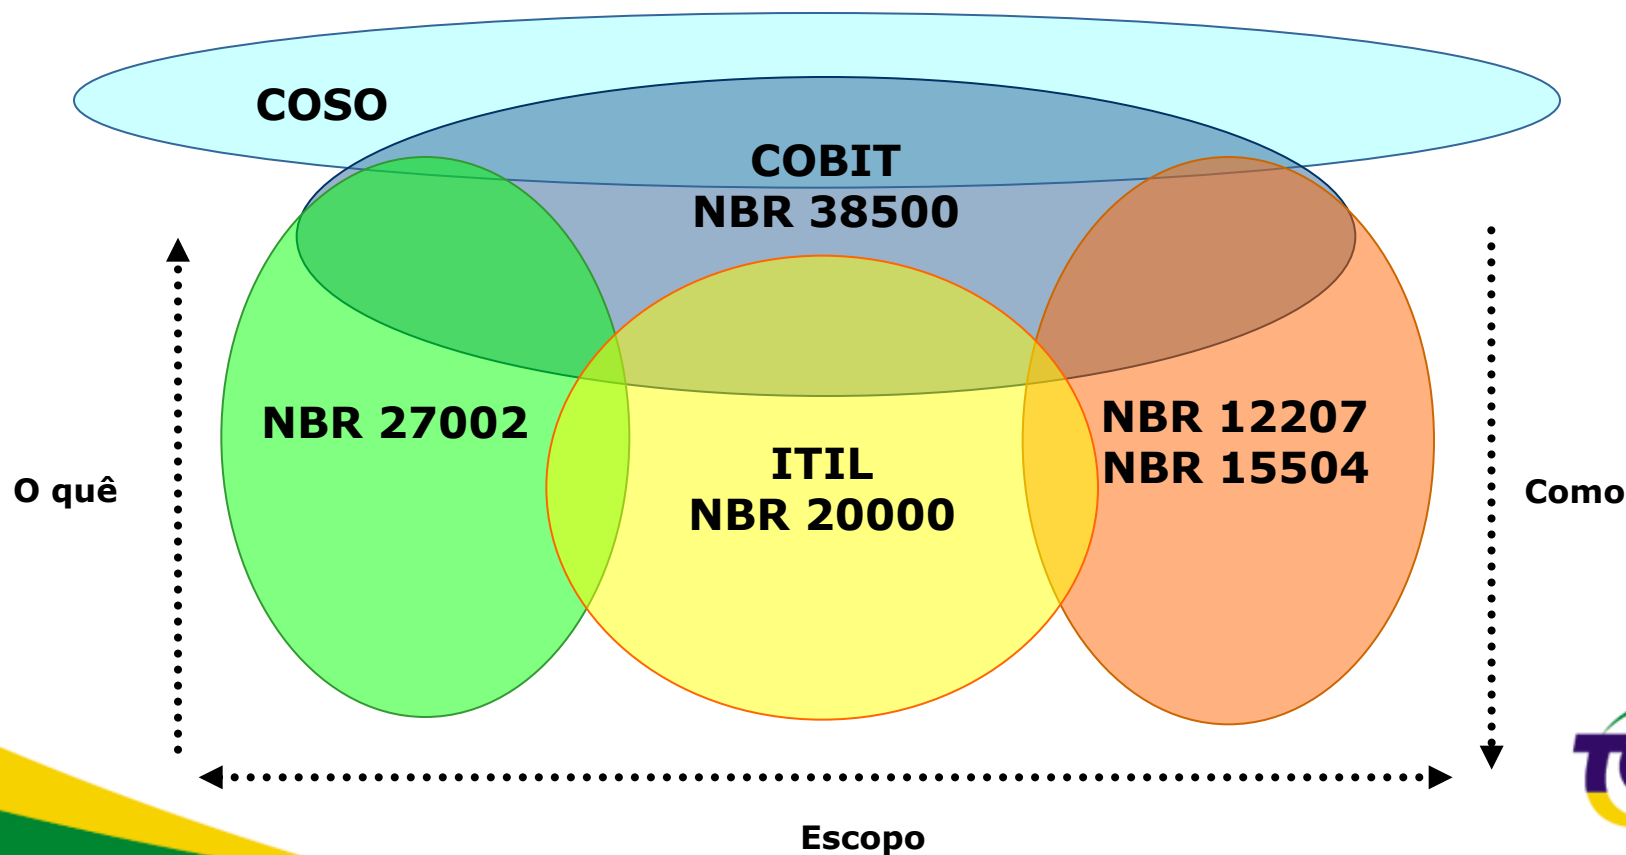 COSO
COBIT
NBR 38500
NBR 27002
NBR 12207
NBR 15504
ITIL
NBR 20000
O quê
Como
Escopo